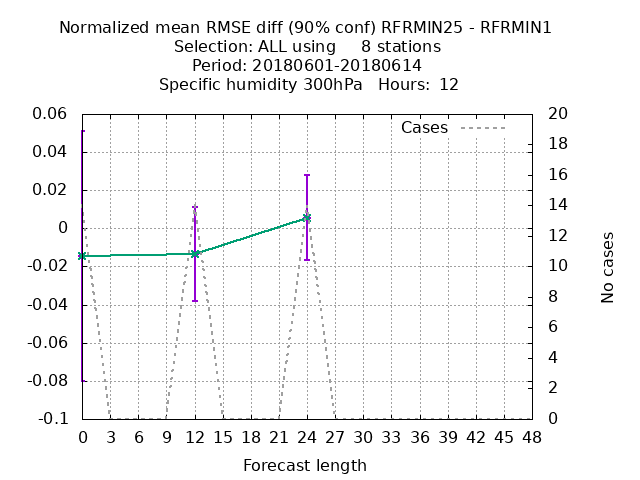 Normalized mean RMSE diff (90% conf) RFRMIN25 - RFRMIN1
Selection: ALL using     8 stations
Period: 20180601-20180614
Specific humidity 300hPa   Hours:  12
Cases
0.06
0.04
0.02
0
-0.02
-0.04
-0.06
-0.08
-0.1
20
18
16
14
12
10
8
6
4
2
0
No cases
0 3 6 9 12 15 18 21 24 27 30 33 36 39 42 45 48
Forecast length